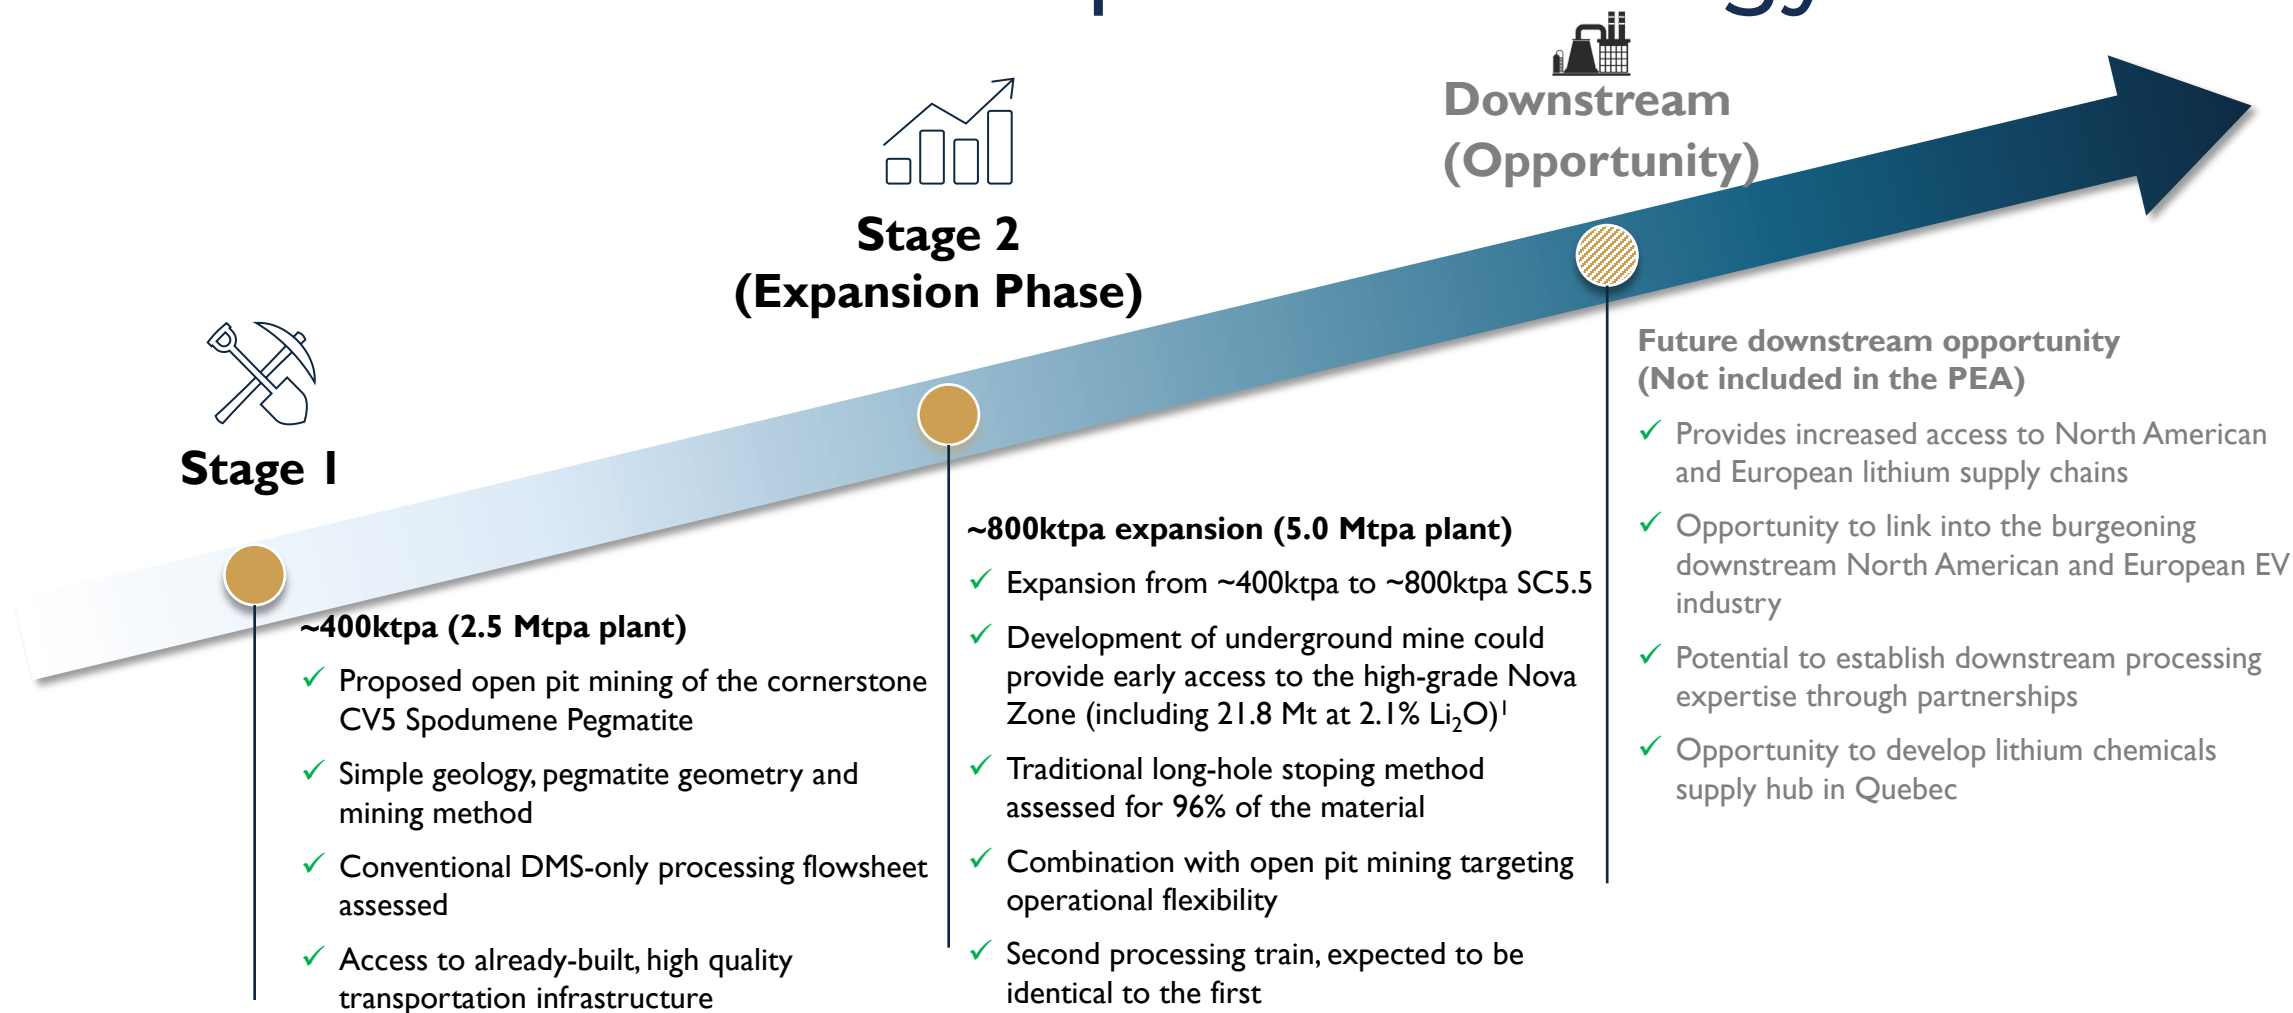 Stage 1
~400ktpa (2.5 Mtpa plant)
✓ Proposed open pit mining of the cornerstone
CV5 Spodumene Pegmatite
✓ Simple geology, pegmatite geometry and
mining method
✓ Conventional DMS-only processing flowsheet
assessed
✓ Access to already-built, high quality
transportation infrastructure
Stage 2
(Expansion Phase)
~800ktpa expansion (5.0 Mtpa plant)
✓ Expansion from ~400ktpa to ~800ktpa SC5.5
✓ Development of underground mine could
provide early access to the high-grade Nova
Zone (including 21.8 Mt at 2.1% Li₂O)¹
✓ Traditional long-hole stoping method
assessed for 96% of the material
✓ Combination with open pit mining targeting
operational flexibility
✓ Second processing train, expected to be
identical to the first
Downstream
(Opportunity)
Future downstream opportunity
(Not included in the PEA)
✓ Provides increased access to North American
and European lithium supply chains
✓ Opportunity to link into the burgeoning
downstream North American and European EV
industry
✓ Potential to establish downstream processing
expertise through partnerships
✓ Opportunity to develop lithium chemicals
supply hub in Quebec